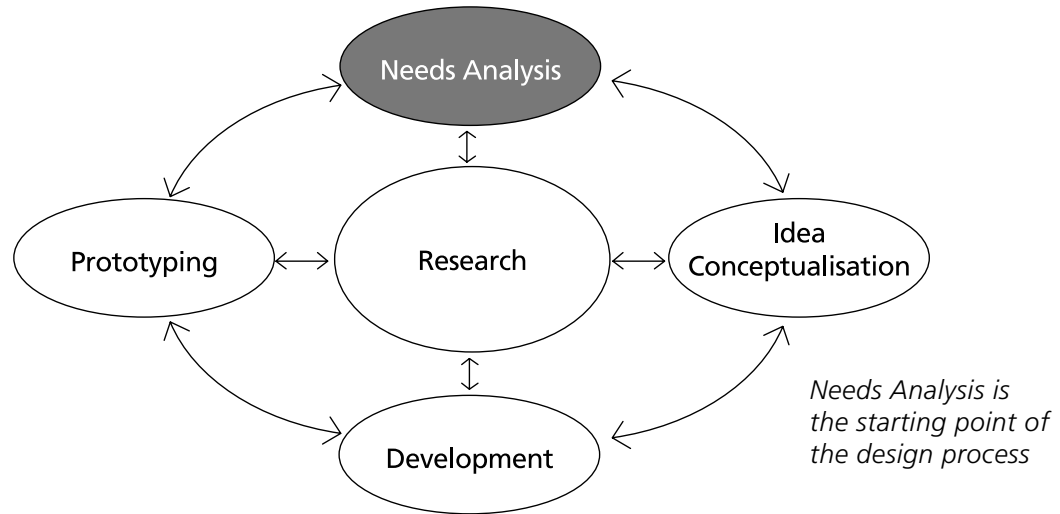 Needs Analysis
Prototyping
Research
Idea
Conceptualisation
Development
Needs Analysis is
the starting point of
the design process